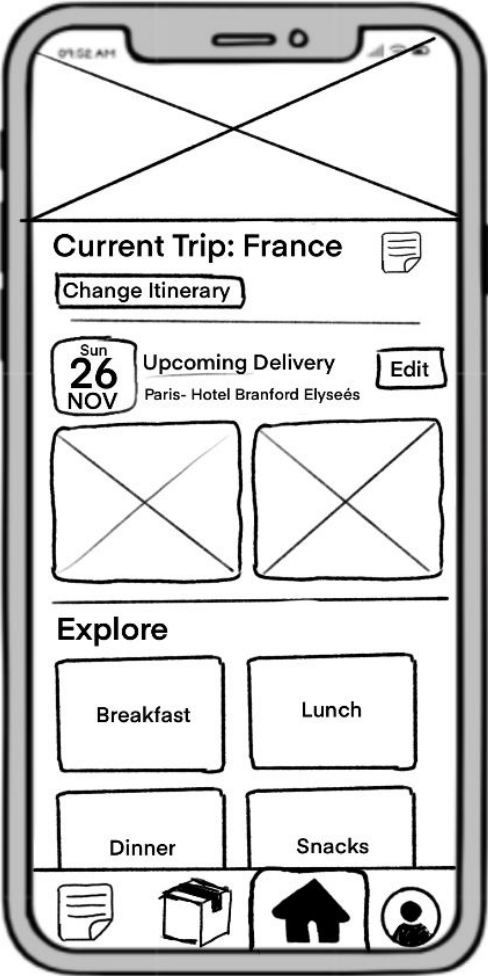 09:52 AM
Current Trip: France
Change Itinerary
Sun
26
NOV
Upcoming Delivery
Paris- Hotel Branford Elyseés
Edit
Explore
Breakfast
Lunch
Dinner
Snacks